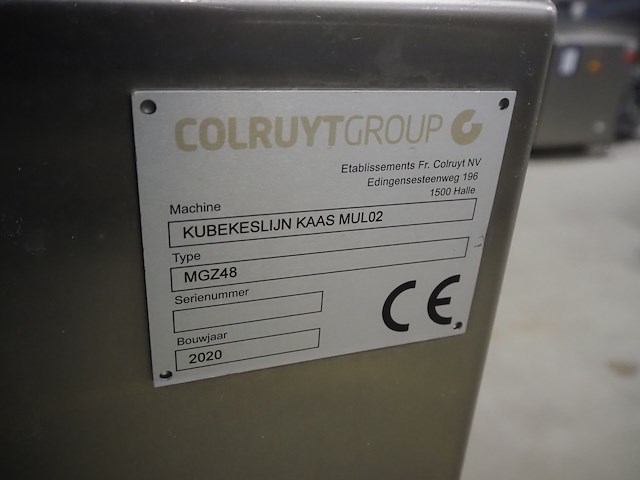 COLRUYTGROUP
Etablissements Fr. Colruyt NV
Edingensesteenweg 196
1500 Halle
Machine
KUBEKESLIJN KAAS MUL02
Type
MGZ48
Serienummer
Bouwjaar
2020
CE